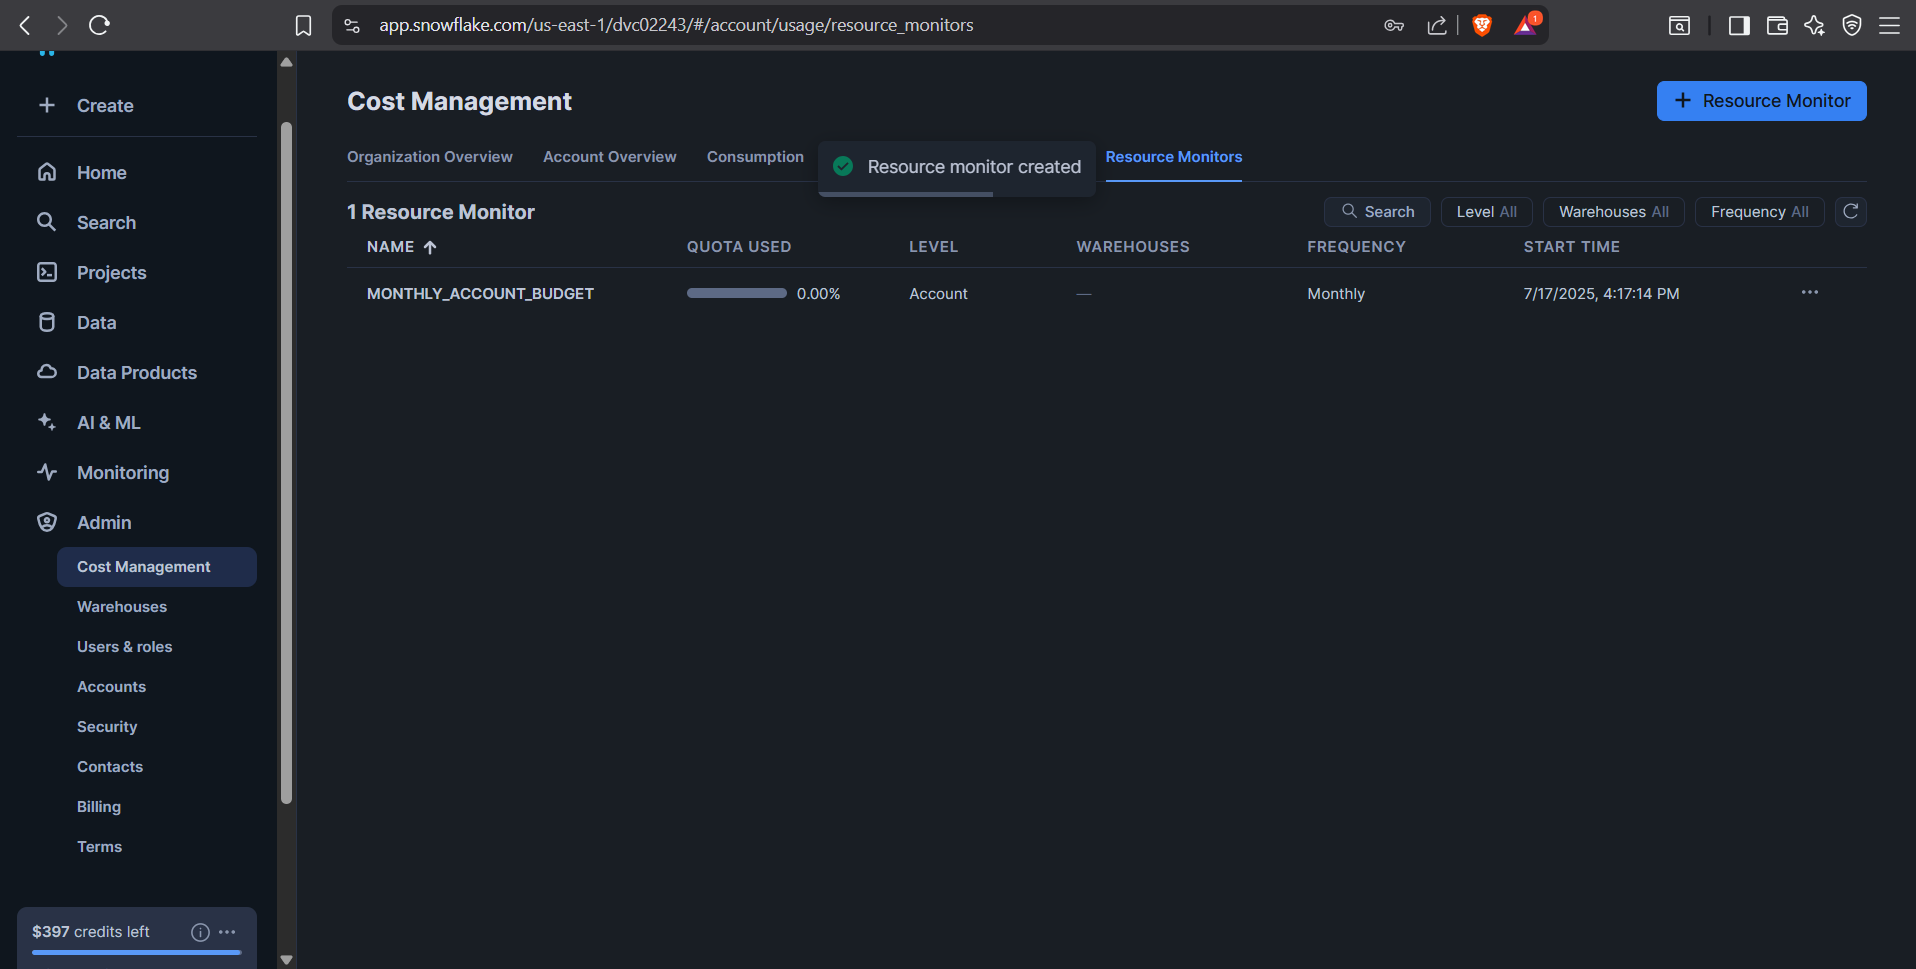 app.snowflake.com/us-east-1/dvc02243/#/account/usage/resource_monitors
1
Create
Home
Search
Projects
Data
Data Products
AI & ML
Monitoring
Admin
Cost Management
Warehouses
Users & roles
Accounts
Security
Contacts
Billing
Terms
$397 credits left
Cost Management
+ Resource Monitor
Organization Overview Account Overview Consumption Resource Monitors
Resource monitor created
1 Resource Monitor
Search Level All Warehouses All Frequency All
NAME QUOTA USED LEVEL WAREHOUSES FREQUENCY START TIME
MONTHLY_ACCOUNT_BUDGET 0.00% Account — Monthly 7/17/2025, 4:17:14 PM